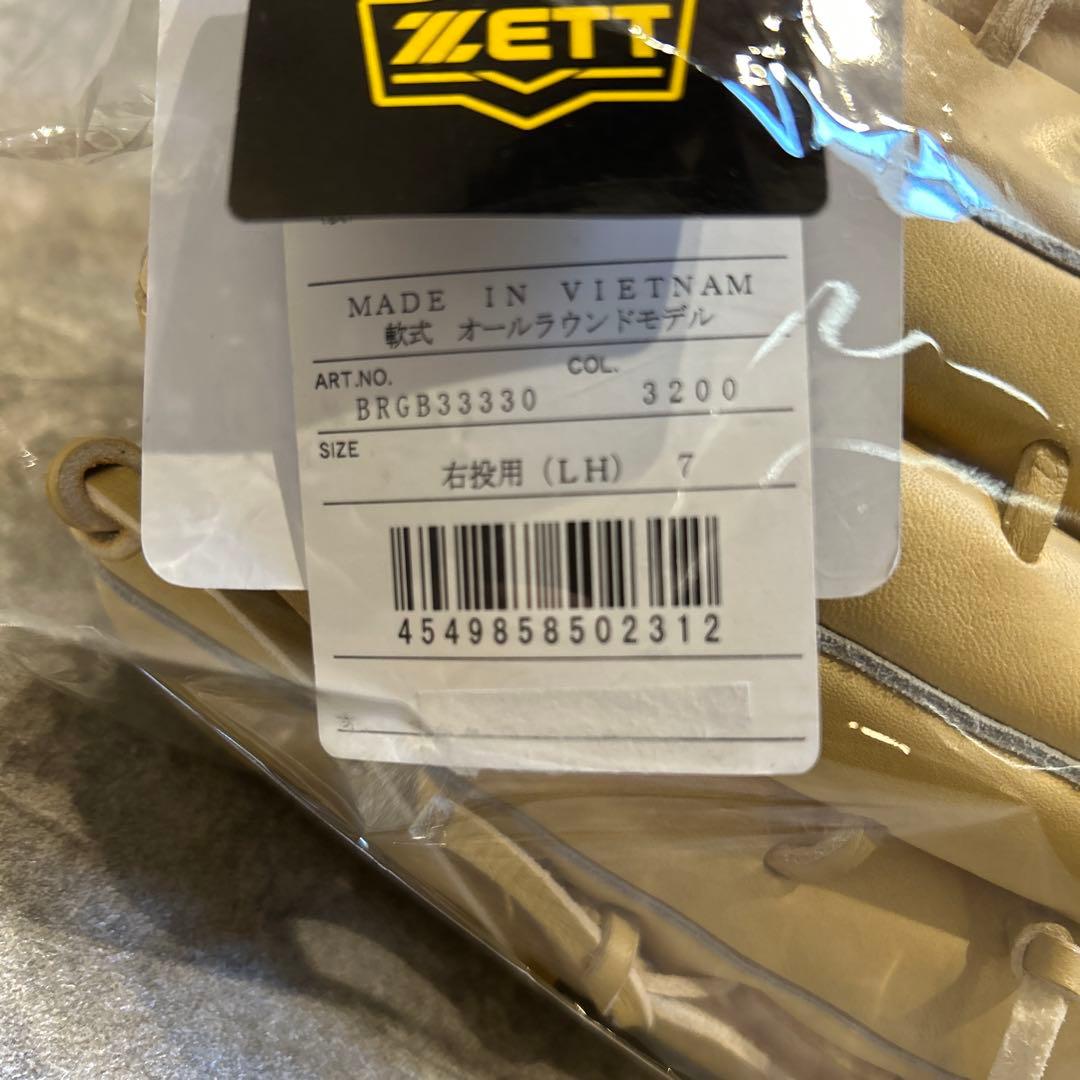 ZETT
MADE IN VIETNAM
軟式 オールラウンドモデル
ART.NO. COL.
BRGB33330 3200
SIZE
右投用(LH) 7
4549858502312